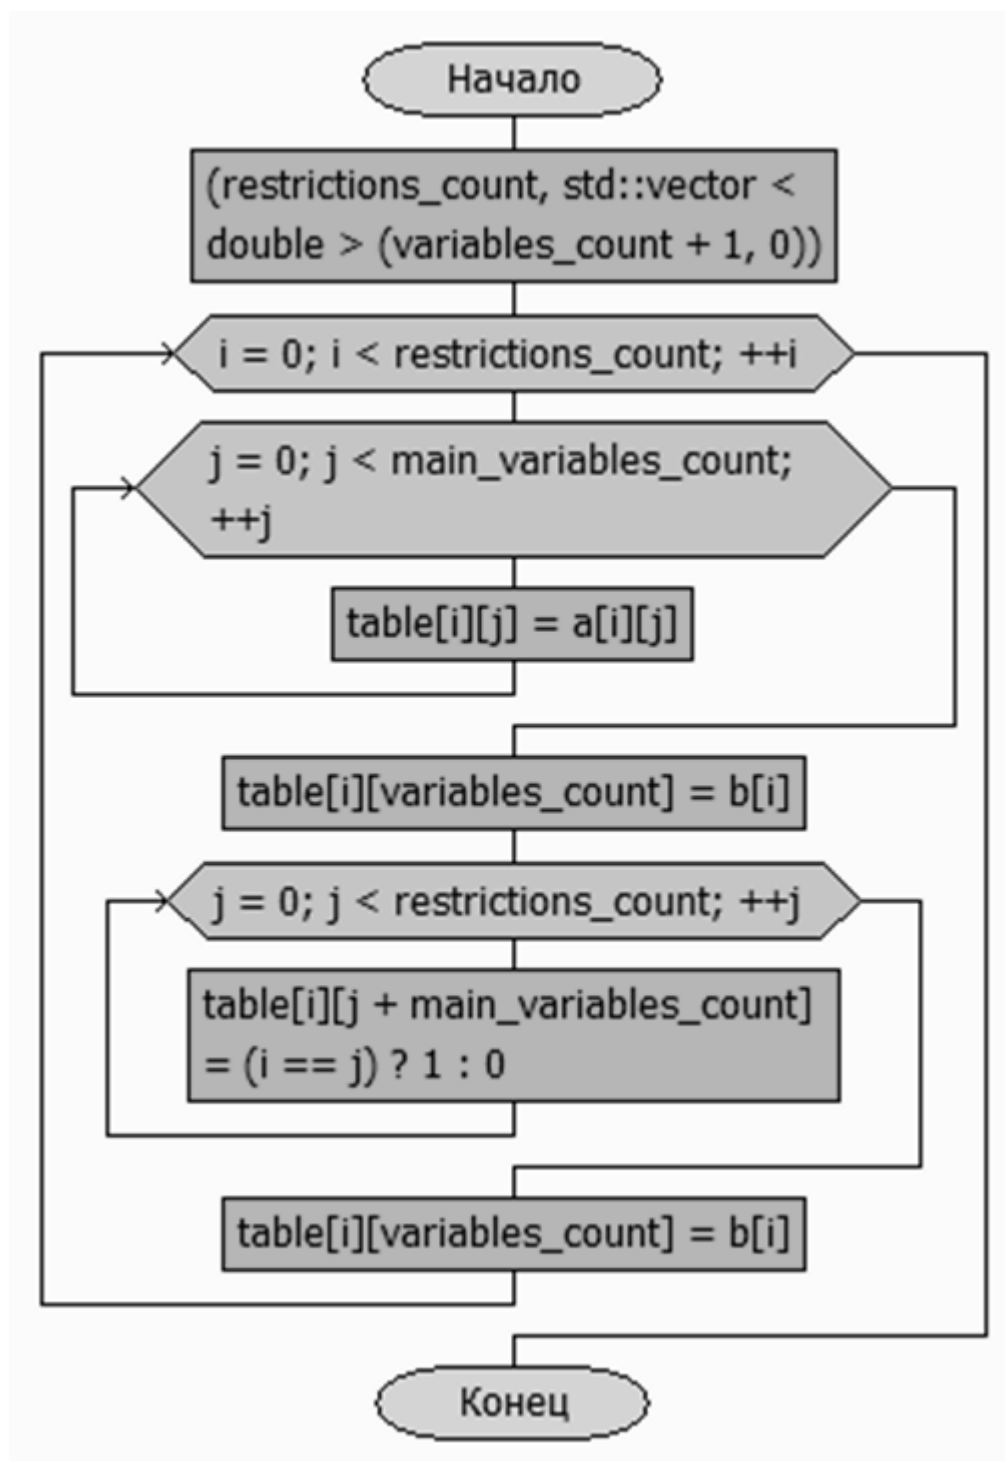 Начало
(restrictions_count, std::vector <
double > (variables_count + 1, 0))
i = 0; i < restrictions_count; ++i
j = 0; j < main_variables_count;
++j
table[i][j] = a[i][j]
table[i][variables_count] = b[i]
j = 0; j < restrictions_count; ++j
table[i][j + main_variables_count]
= (i == j) ? 1 : 0
table[i][variables_count] = b[i]
Конец